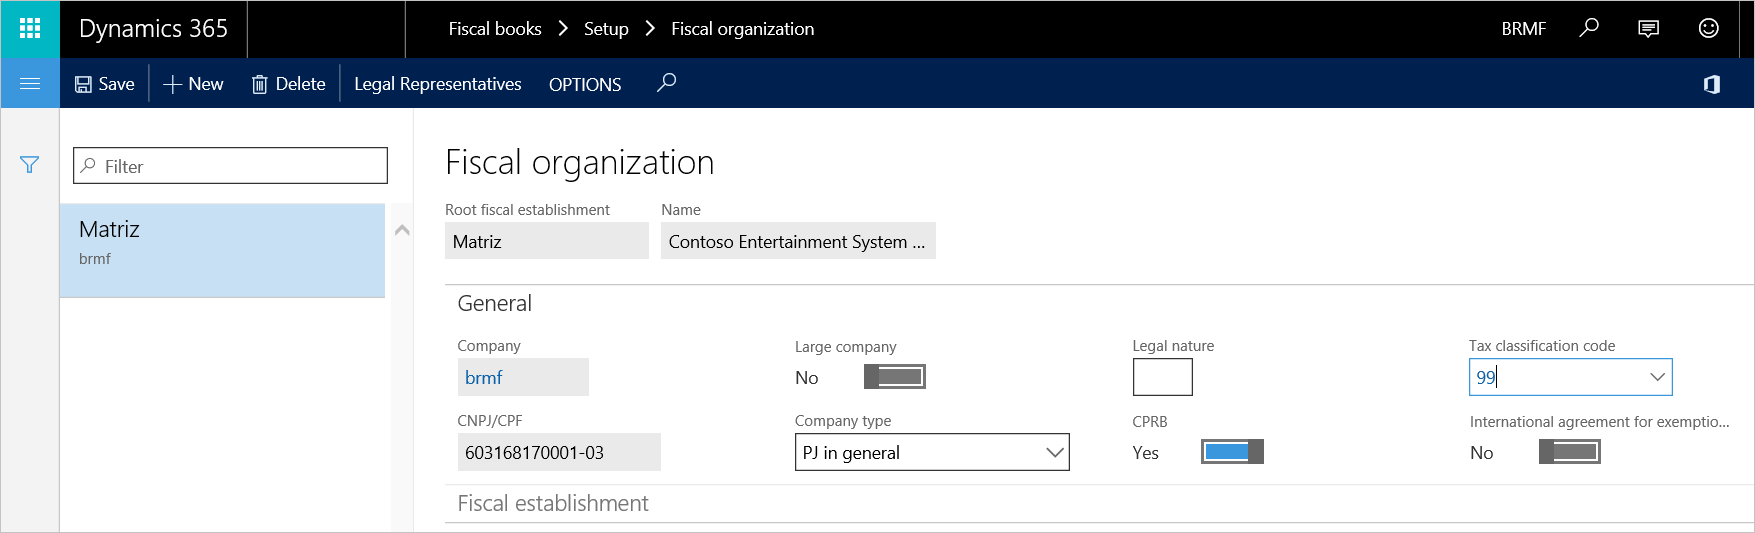 Dynamics 365
Fiscal books > Setup > Fiscal organization
BRMF
Save
New
Delete
Legal Representatives
OPTIONS
Filter
Matriz
brmf
Fiscal organization
Root fiscal establishment
Matriz
Name
Contoso Entertainment System ...
General
Company
brmf
Large company
No
Legal nature
Tax classification code
99
CNPJ/CPF
603168170001-03
Company type
PJ in general
CPRB
Yes
International agreement for exemptio...
No
Fiscal establishment